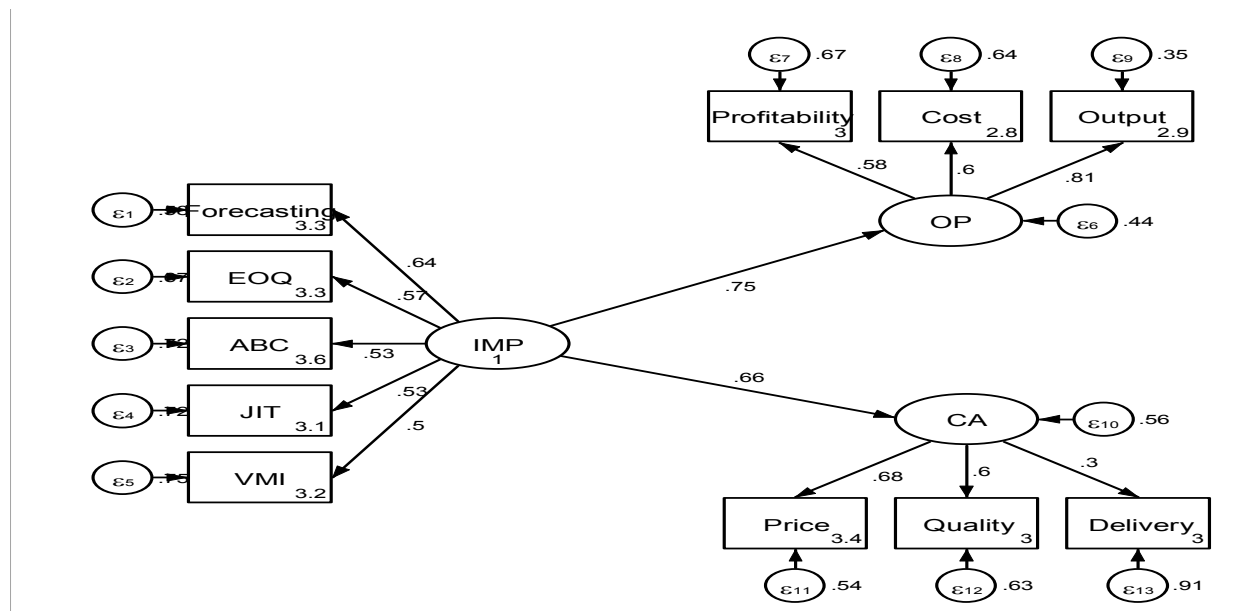 ε7 .67 ε8 .64 ε9 .35
Profitability 3 Cost 2.8 Output 2.9
.58 .6 .81
ε1 Forecasting 3.3
OP ε6 .44
.64
ε2 EOQ 3.3 .57
.75
ε3 ABC 3.6 .53 IMP 1
.66
ε4 JIT 3.1 .53
.5
CA ε10 .56
ε5 VMI 3.2
.68 .6 .3
Price 3.4 Quality 3 Delivery 3
ε11 .54 ε12 .63 ε13 .91